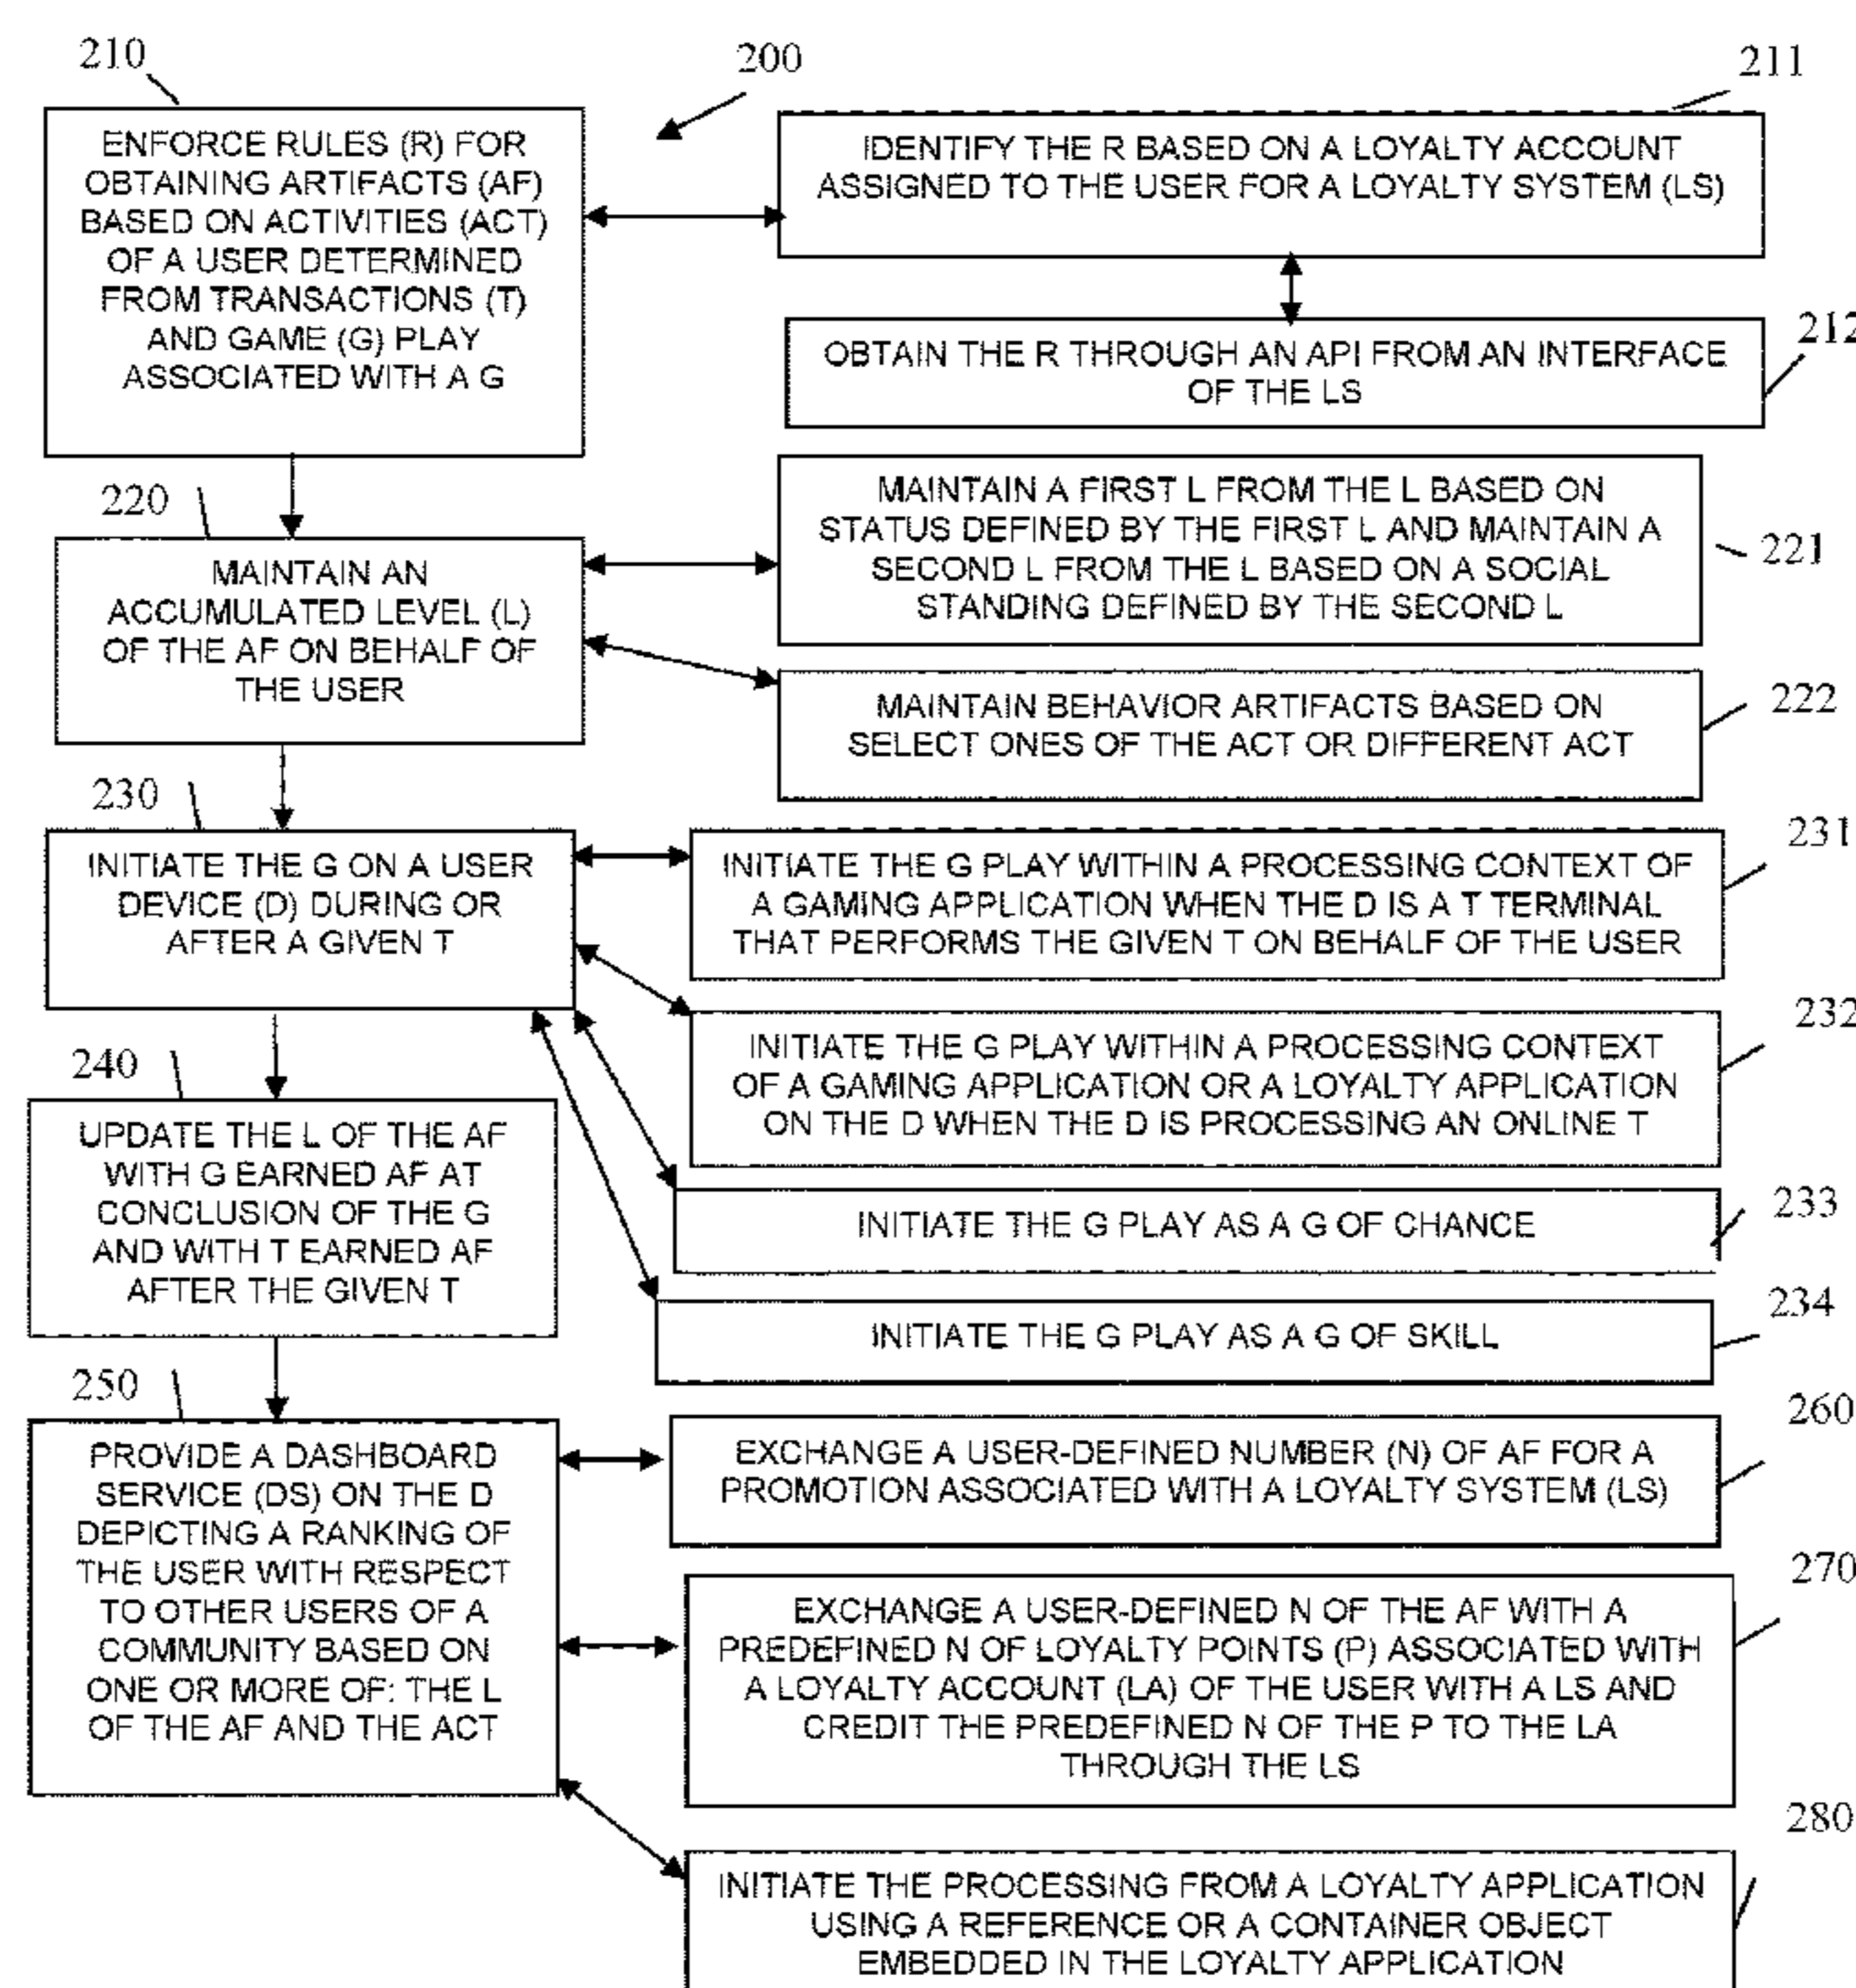 210
200
211
ENFORCE RULES (R) FOR
OBTAINING ARTIFACTS (AF)
BASED ON ACTIVITIES (ACT)
OF A USER DETERMINED
FROM TRANSACTIONS (T)
AND GAME (G) PLAY
ASSOCIATED WITH A G
IDENTIFY THE R BASED ON A LOYALTY ACCOUNT
ASSIGNED TO THE USER FOR A LOYALTY SYSTEM (LS)
212
OBTAIN THE R THROUGH AN API FROM AN INTERFACE
OF THE LS
220
MAINTAIN AN
ACCUMULATED LEVEL (L)
OF THE AF ON BEHALF OF
THE USER
MAINTAIN A FIRST L FROM THE L BASED ON
STATUS DEFINED BY THE FIRST L AND MAINTAIN A
SECOND L FROM THE L BASED ON A SOCIAL
STANDING DEFINED BY THE SECOND L
221
MAINTAIN BEHAVIOR ARTIFACTS BASED ON
SELECT ONES OF THE ACT OR DIFFERENT ACT
222
230
INITIATE THE G ON A USER
DEVICE (D) DURING OR
AFTER A GIVEN T
231
INITIATE THE G PLAY WITHIN A PROCESSING CONTEXT OF
A GAMING APPLICATION WHEN THE D IS A T TERMINAL
THAT PERFORMS THE GIVEN T ON BEHALF OF THE USER
232
INITIATE THE G PLAY WITHIN A PROCESSING CONTEXT
OF A GAMING APPLICATION OR A LOYALTY APPLICATION
ON THE D WHEN THE D IS PROCESSING AN ONLINE T
240
UPDATE THE L OF THE AF
WITH G EARNED AF AT
CONCLUSION OF THE G
AND WITH T EARNED AF
AFTER THE GIVEN T
233
INITIATE THE G PLAY AS A G OF CHANCE
234
INITIATE THE G PLAY AS A G OF SKILL
250
PROVIDE A DASHBOARD
SERVICE (DS) ON THE D
DEPICTING A RANKING OF
THE USER WITH RESPECT
TO OTHER USERS OF A
COMMUNITY BASED ON
ONE OR MORE OF: THE L
OF THE AF AND THE ACT
260
EXCHANGE A USER-DEFINED NUMBER (N) OF AF FOR A
PROMOTION ASSOCIATED WITH A LOYALTY SYSTEM (LS)
270
EXCHANGE A USER-DEFINED N OF THE AF WITH A
PREDEFINED N OF LOYALTY POINTS (P) ASSOCIATED WITH
A LOYALTY ACCOUNT (LA) OF THE USER WITH A LS AND
CREDIT THE PREDEFINED N OF THE P TO THE LA
THROUGH THE LS
280
INITIATE THE PROCESSING FROM A LOYALTY APPLICATION
USING A REFERENCE OR A CONTAINER OBJECT
EMBEDDED IN THE LOYALTY APPLICATION